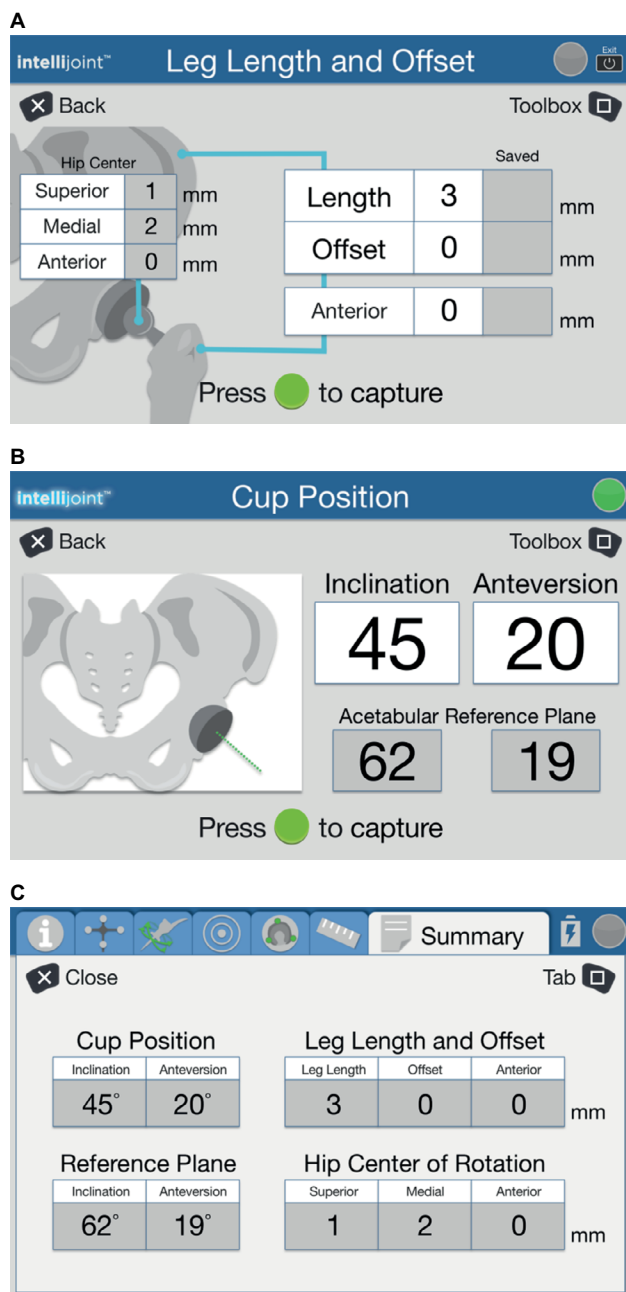 A
intellijoint™ Leg Length and Offset Exit
Back Toolbox
Hip Center Saved
Superior 1 mm Length 3 mm
Medial 2 mm Offset 0 mm
Anterior 0 mm Anterior 0 mm
Press to capture
B
intellijoint™ Cup Position
Back Toolbox
Inclination Anteversion
45 20
Acetabular Reference Plane
62 19
Press to capture
C
Summary
Close Tab
Cup Position Leg Length and Offset
Inclination Anteversion Leg Length Offset Anterior
45° 20° 3 0 0 mm
Reference Plane Hip Center of Rotation
Inclination Anteversion Superior Medial Anterior
62° 19° 1 2 0 mm